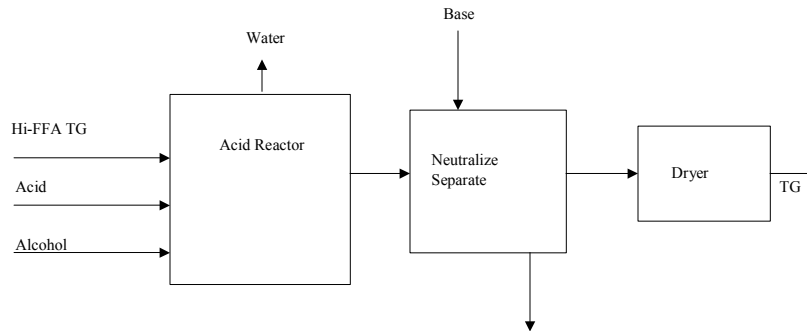 Base
Water
Hi-FFA TG
Acid Reactor
Neutralize
Separate
Dryer
Acid
TG
Alcohol